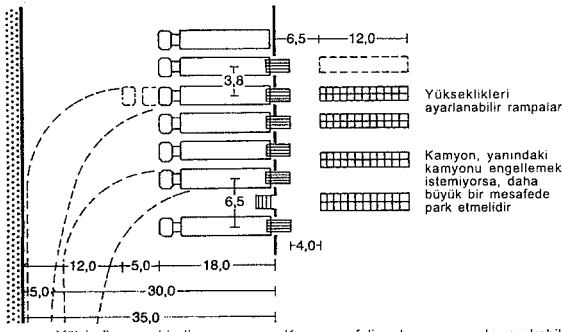 6,5
12,0
3,8
Yükseklikleri
ayarlanabilir rampalar
Kamyon, yanındaki
kamyonu engellemek
istemiyorsa, daha
büyük bir mesafede
park etmelidir
6,5
4,0
12,0
5,0
18,0
5,0
30,0
35,0